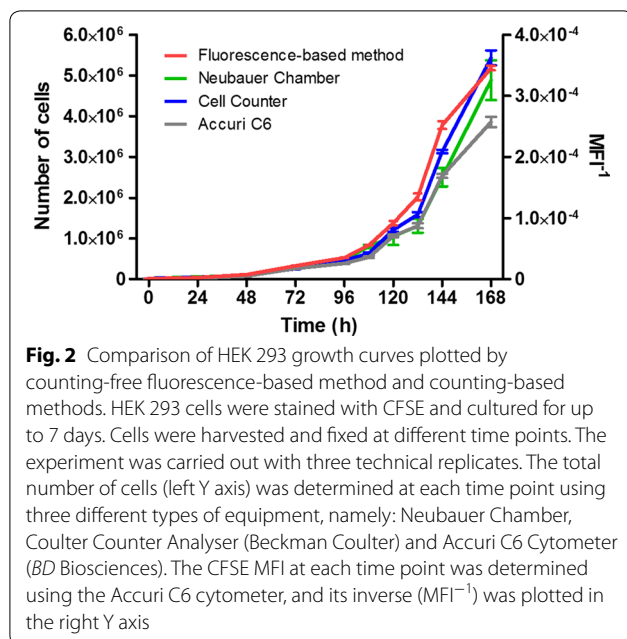 6.0×10⁶
5.0×10⁶
4.0×10⁶
3.0×10⁶
2.0×10⁶
1.0×10⁶
0
Number of cells
Fluorescence-based method
Neubauer Chamber
Cell Counter
Accuri C6
4.0×10⁻⁴
3.0×10⁻⁴
2.0×10⁻⁴
1.0×10⁻⁴
0
MFI⁻¹
0 24 48 72 96 120 144 168
Time (h)
Fig. 2 Comparison of HEK 293 growth curves plotted by
counting-free fluorescence-based method and counting-based
methods. HEK 293 cells were stained with CFSE and cultured for up
to 7 days. Cells were harvested and fixed at different time points. The
experiment was carried out with three technical replicates. The total
number of cells (left Y axis) was determined at each time point using
three different types of equipment, namely: Neubauer Chamber,
Coulter Counter Analyser (Beckman Coulter) and Accuri C6 Cytometer
(BD Biosciences). The CFSE MFI at each time point was determined
using the Accuri C6 cytometer, and its inverse (MFI⁻¹) was plotted in
the right Y axis